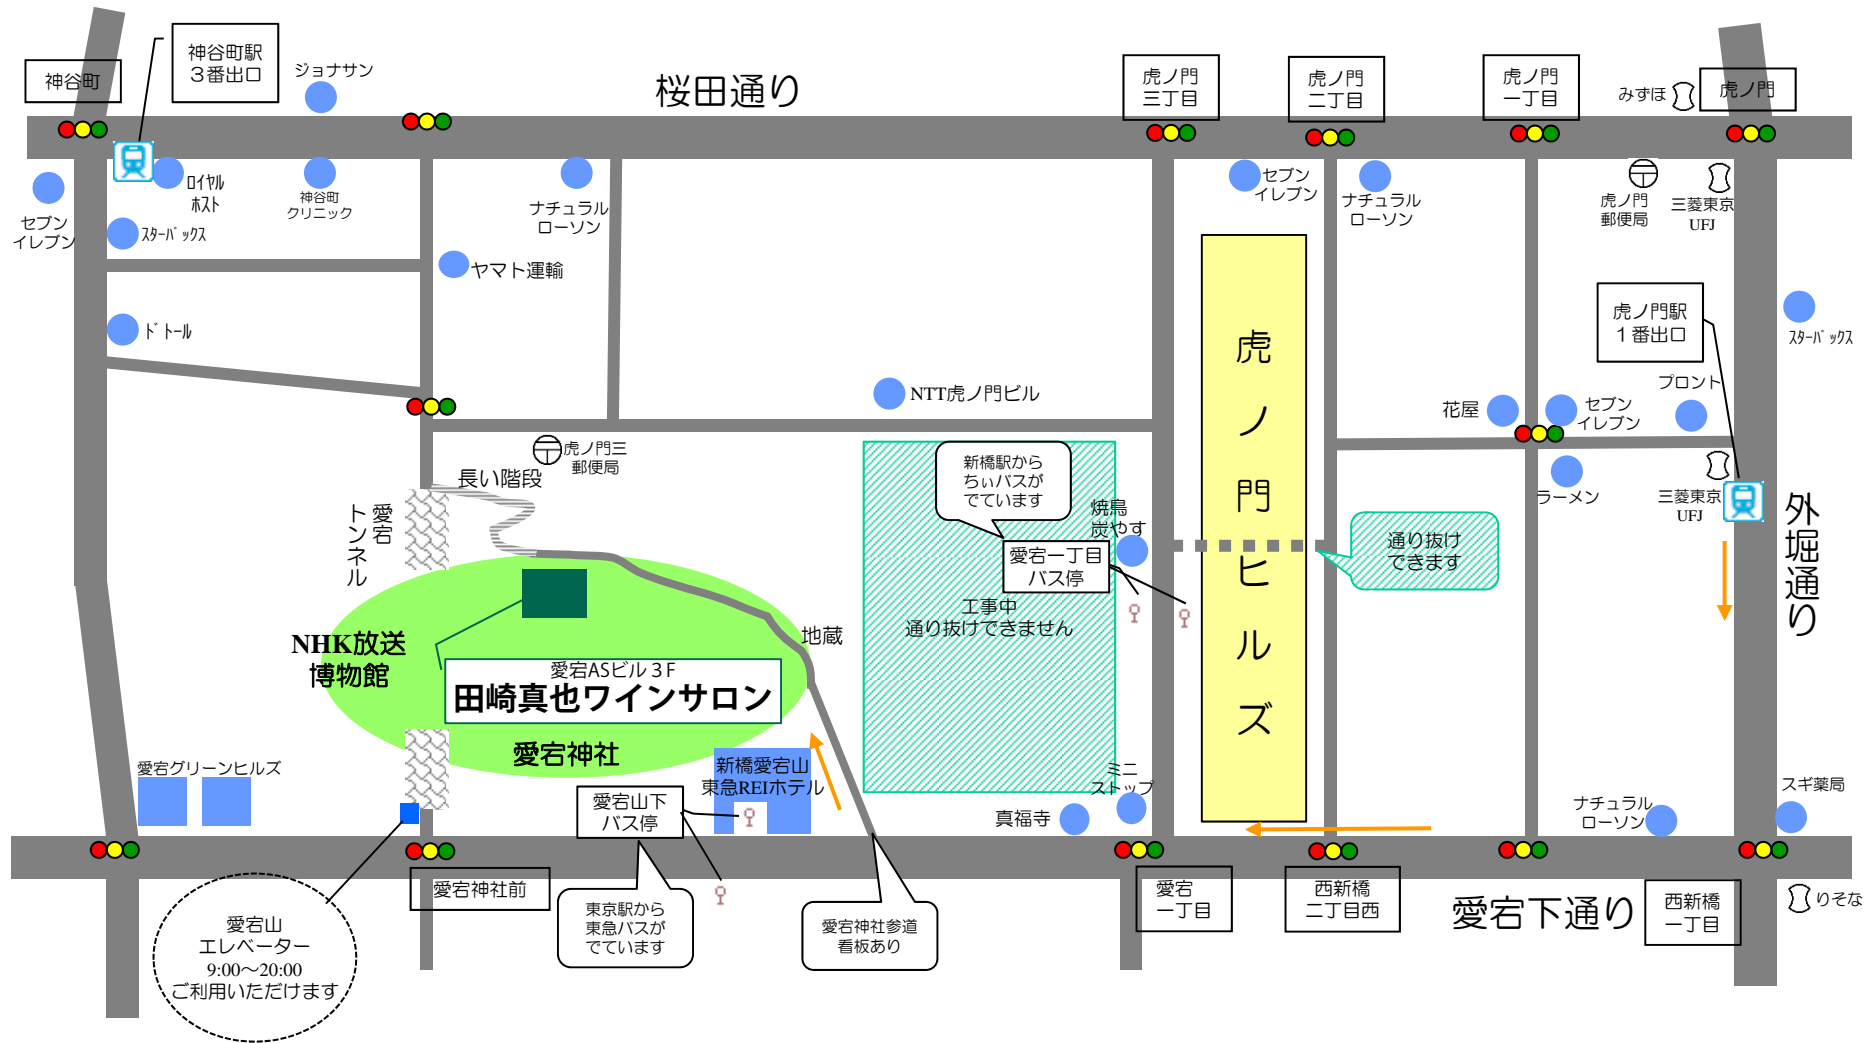 神谷町
神谷町駅
３番出口
ジョナサン
桜田通り
虎ノ門
三丁目
虎ノ門
二丁目
虎ノ門
一丁目
みずほ
虎ノ門
セブン
イレブン
ﾛｲﾔﾙ
ﾎｽﾄ
神谷町
クリニック
ｽﾀｰﾊﾞｯｸｽ
ナチュラル
ローソン
セブン
イレブン
ナチュラル
ローソン
虎ノ門
郵便局
三菱東京
UFJ
ヤマト運輸
ﾄﾞﾄｰﾙ
虎ノ門駅
１番出口
ｽﾀｰﾊﾞｯｸｽ
NTT虎ノ門ビル
プロント
花屋
セブン
イレブン
虎ノ門三
郵便局
長い階段
愛宕
トンネル
新橋駅から
ちぃバスが
でています
焼鳥
炭やす
愛宕一丁目
バス停
工事中
通り抜けできません
虎ノ門ヒルズ
通り抜け
できます
ラーメン
三菱東京
UFJ
外堀通り
NHK放送
博物館
愛宕ASビル３F
田崎真也ワインサロン
地蔵
愛宕神社
愛宕グリーンヒルズ
新橋愛宕山
東急REIホテル
愛宕山下
バス停
真福寺
ミニ
ストップ
ナチュラル
ローソン
スギ薬局
愛宕神社前
愛宕山
エレベーター
9:00～20:00
ご利用いただけます
東京駅から
東急バスが
でています
愛宕神社参道
看板あり
愛宕
一丁目
西新橋
二丁目西
愛宕下通り
西新橋
一丁目
りそな